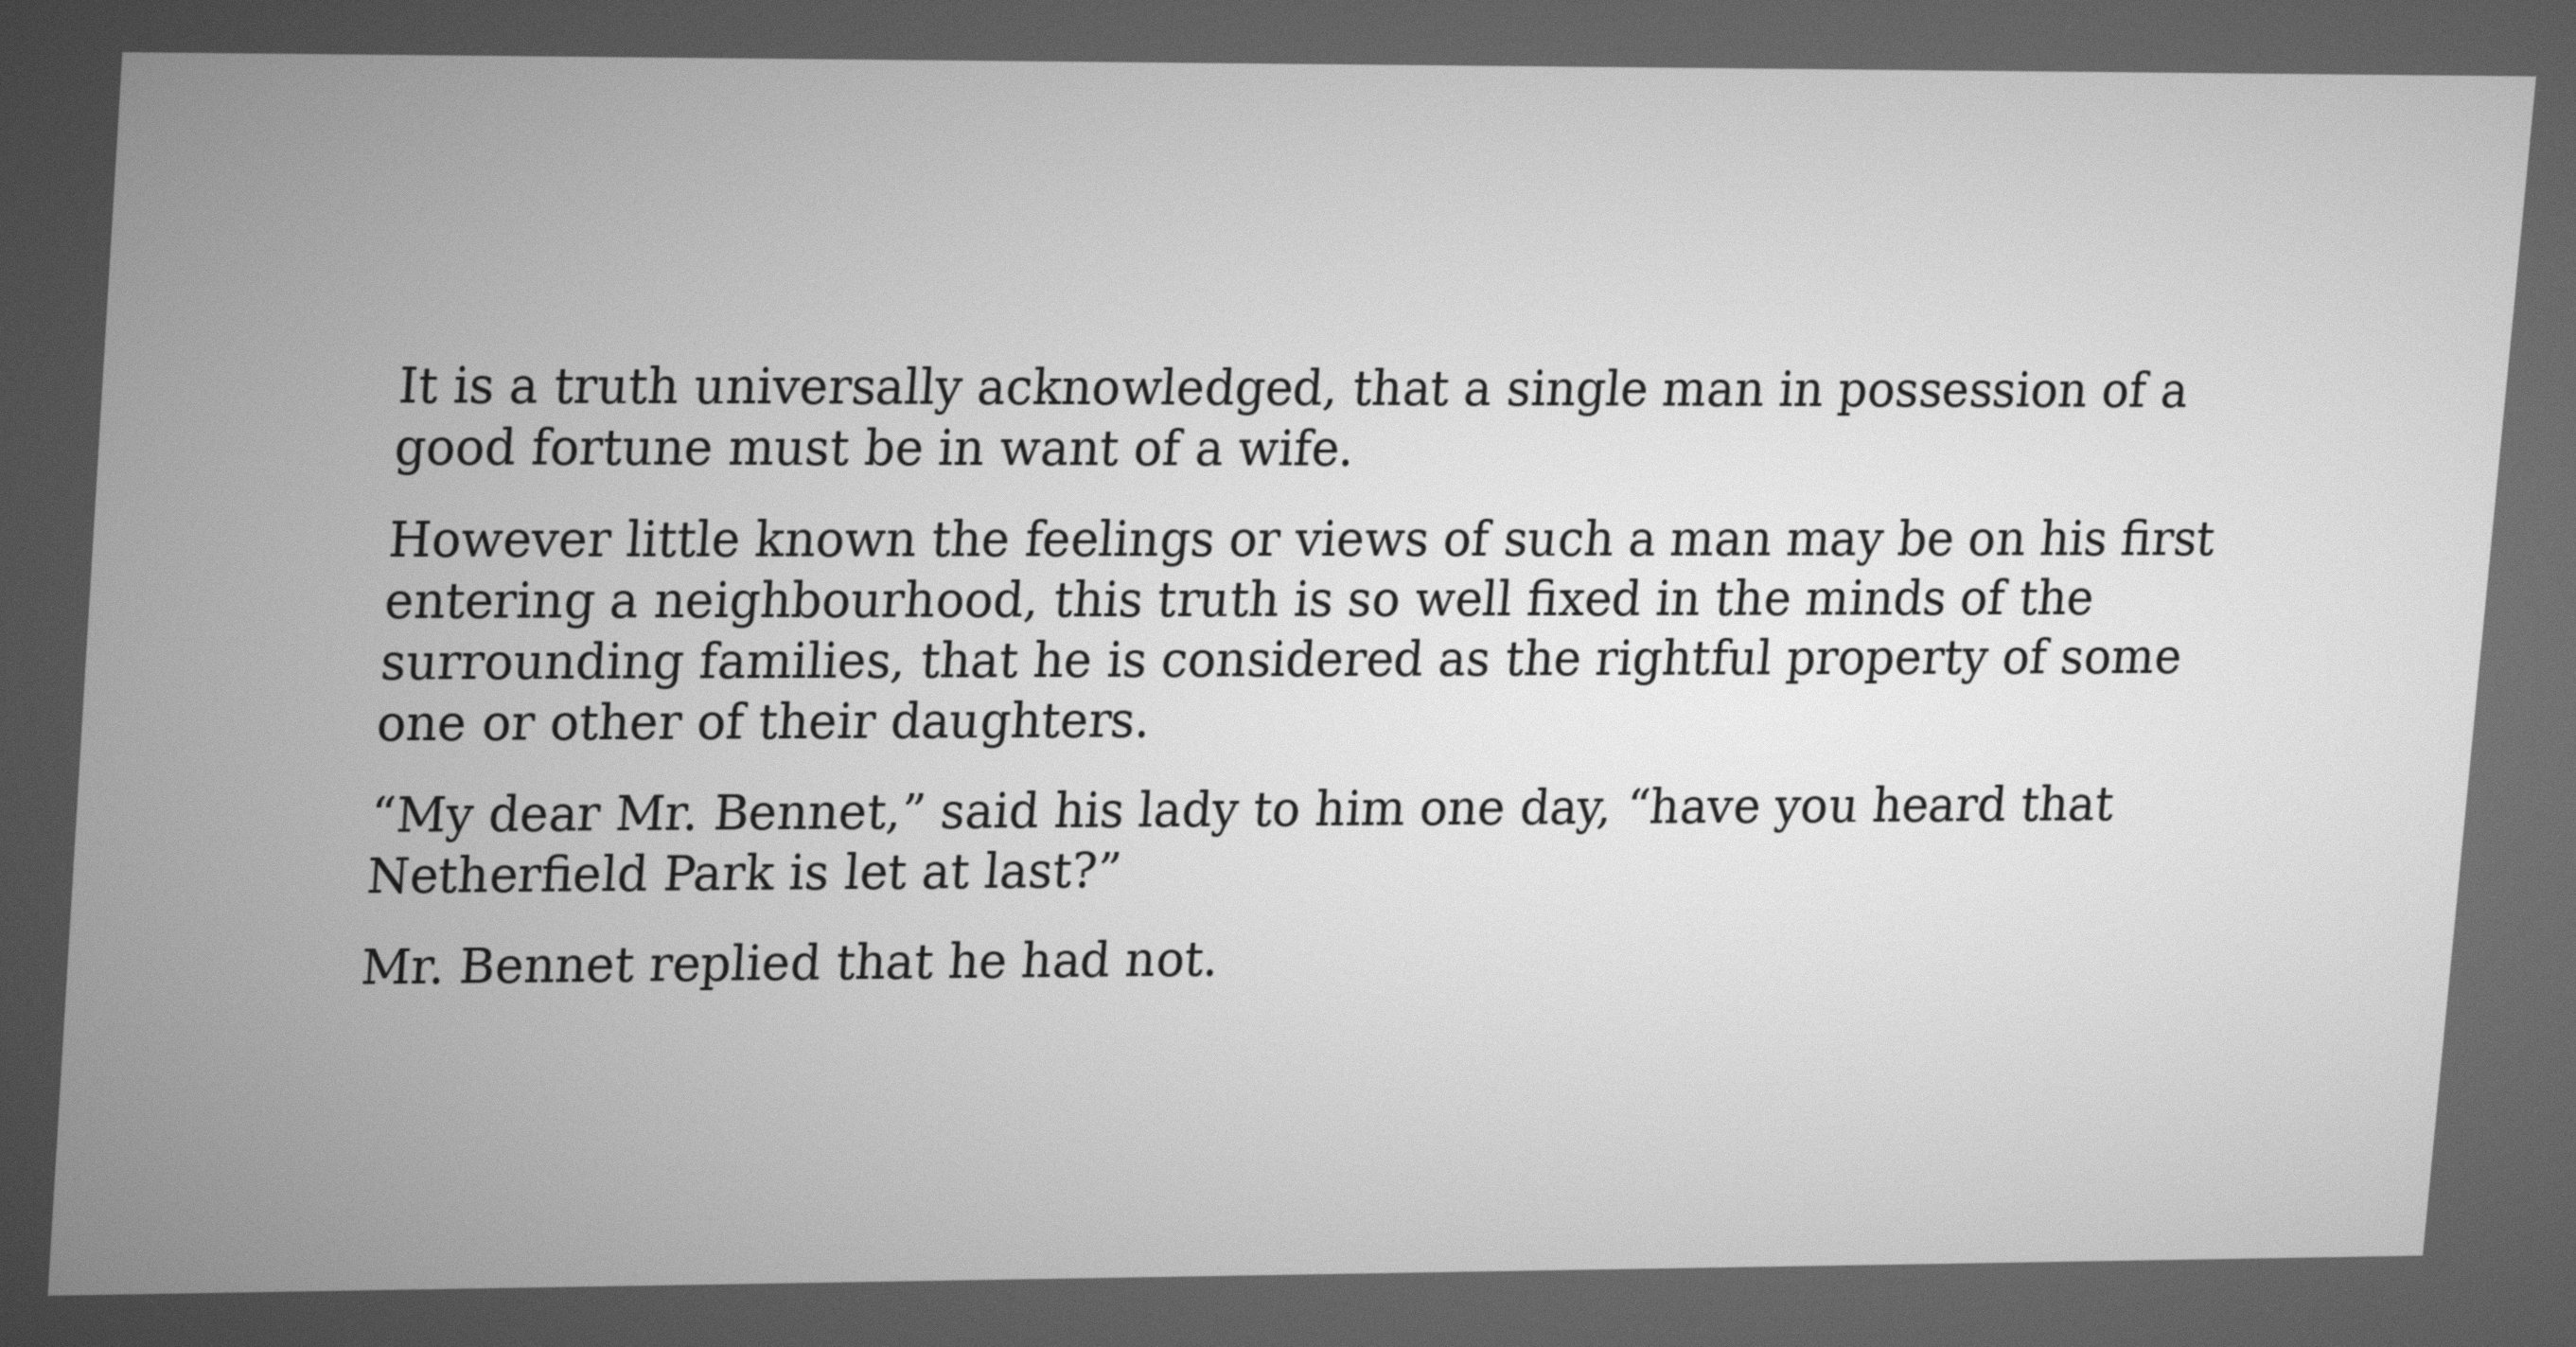 It is a truth universally acknowledged, that a single man in possession of a
good fortune must be in want of a wife.
However little known the feelings or views of such a man may be on his first
entering a neighbourhood, this truth is so well fixed in the minds of the
surrounding families, that he is considered as the rightful property of some
one or other of their daughters.
“My dear Mr. Bennet,” said his lady to him one day, “have you heard that
Netherfield Park is let at last?”
Mr. Bennet replied that he had not.